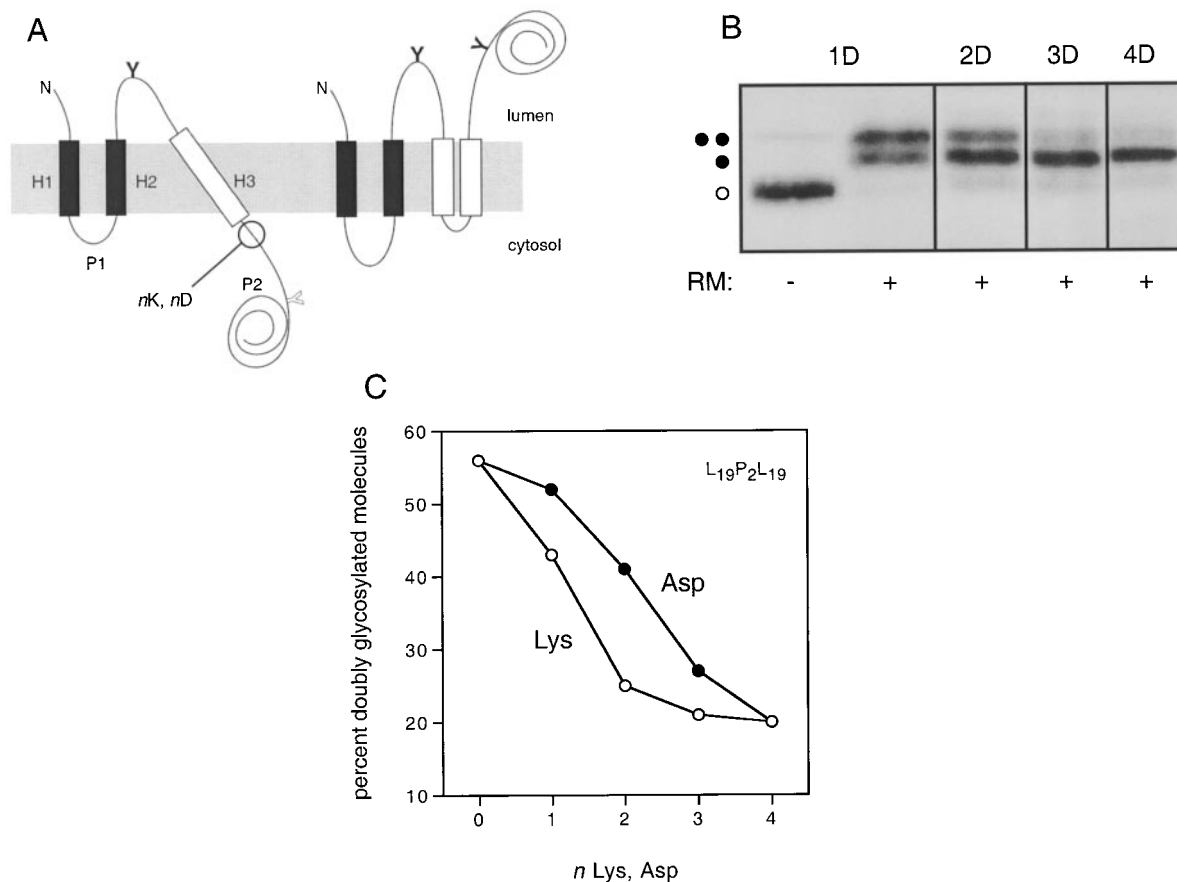 A
N
N
lumen
H1
H2
H3
cytosol
P1
nK, nD
P2
B
1D 2D 3D 4D
RM: - + + + +
C
percent doubly glycosylated molecules
60
50
40
30
20
10
L19P2L19
Asp
Lys
0 1 2 3 4
n Lys, Asp